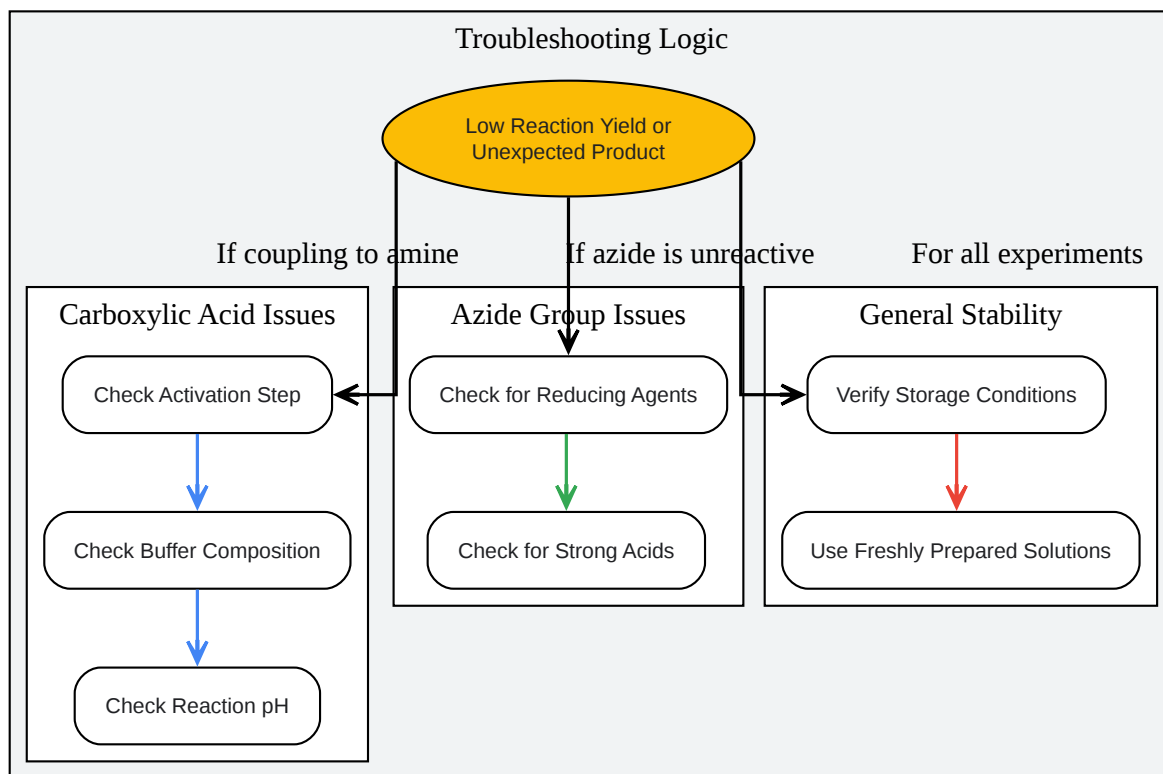 Troubleshooting Logic
Low Reaction Yield or
Unexpected Product
If coupling to amine
If azide is unreactive
For all experiments
Carboxylic Acid Issues
Check Activation Step
Check Buffer Composition
Check Reaction pH
Azide Group Issues
Check for Reducing Agents
Check for Strong Acids
General Stability
Verify Storage Conditions
Use Freshly Prepared Solutions